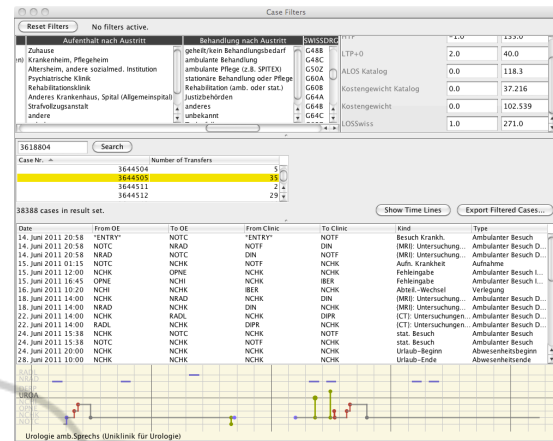 Case Filters
Reset Filters No filters active.
Aufenthalt nach Austritt Behandlung nach Austritt SWISSDRG
Zuhause geheilt/kein Behandlungsbedarf G48B
Krankenheim, Pflegeheim ambulante Behandlung G48C
Altersheim, andere sozialmed. Institution ambulante Pflege (z.B. SPITEX) G50Z
Psychiatrische Klinik stationäre Behandlung oder Pflege G60A
Rehabilitationsklinik Rehabilitation (amb. oder stat.) G60B
Anderes Krankenhaus, Spital (Allgemeinspital) Justizbehörden G64A
Strafvollzugsanstalt anderes G64B
andere unbekannt G64C
HTP -1.0 133.0
LTP+0 2.0 40.0
ALOS Katalog 0.0 118.3
Kostengewicht Katalog 0.0 37.216
Kostengewicht 0.0 102.539
LOSSwiss 1.0 271.0
3618804 Search
Case Nr. Number of Transfers
3644504 5
3644505 35
3644511 2
3644512 29
38388 cases in result set. Show Time Lines Export Filtered Cases...
Date From OE To OE From Clinic To Clinic Kind Type
14. Juni 2011 20:58 *ENTRY* NOTC *ENTRY* NOTF Besuch Krankh. Ambulanter Besuch
14. Juni 2011 20:58 NOTC NRAD NOTF DIN (MRI): Untersuchung... Ambulanter Besuch D...
14. Juni 2011 20:58 NRAD NOTC DIN NOTF (MRI): Untersuchung... Ambulanter Besuch D...
15. Juni 2011 01:15 NOTC NCHK NOTF NCHK Aufn. Krankheit Aufnahme
15. Juni 2011 12:00 NCHK OPNE NCHK NCHK Fehleingabe Ambulanter Besuch I...
15. Juni 2011 16:45 OPNE NCHI NCHK IBER Fehleingabe Ambulanter Besuch I...
16. Juni 2011 10:20 NCHI NCHK IBER NCHK Abteil.-Wechsel Verlegung
18. Juni 2011 14:00 NCHK NRAD NCHK DIN (MRI): Untersuchung... Ambulanter Besuch D...
18. Juni 2011 14:00 NRAD NCHK DIN NCHK (MRI): Untersuchung... Ambulanter Besuch D...
22. Juni 2011 14:00 NCHK RADL NCHK DIPR (CT): Untersuchungen... Ambulanter Besuch D...
22. Juni 2011 14:00 RADL NCHK DIPR NCHK (CT): Untersuchungen... Ambulanter Besuch D...
24. Juni 2011 15:38 NCHK NOTC NCHK NOTF stat. Besuch Ambulanter Besuch
24. Juni 2011 15:38 NOTC NCHK NOTF NCHK stat. Besuch Ambulanter Besuch
24. Juni 2011 20:00 NCHK NCHK NCHK NCHK Urlaub-Beginn Abwesenheitsbeginn
28. Juni 2011 10:00 NCHK NCHK NCHK NCHK Urlaub-Ende Abwesenheitsende
RADL
NRAD
UROA
OPNE
NCHK
NOTC
Urologie amb.Sprechs (Uniklinik für Urologie)